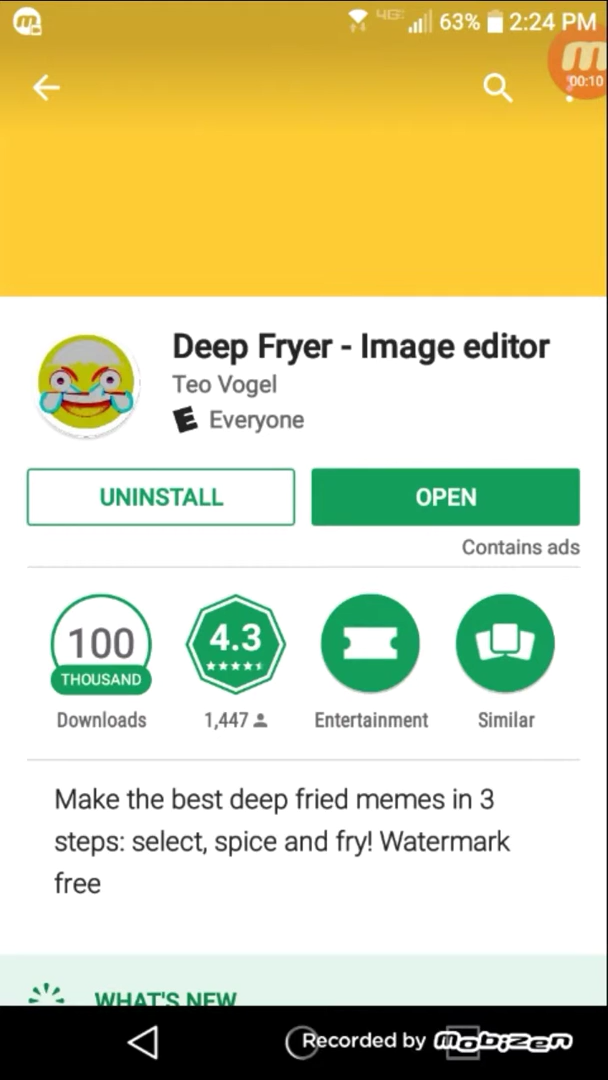 4GE 63% 2:24 PM
m
00:10
Deep Fryer - Image editor
Teo Vogel
E Everyone
UNINSTALL OPEN
Contains ads
100 4.3
THOUSAND
Downloads 1,447 Entertainment Similar
Make the best deep fried memes in 3
steps: select, spice and fry! Watermark
free
WHAT'S NEW
Recorded by mobizen